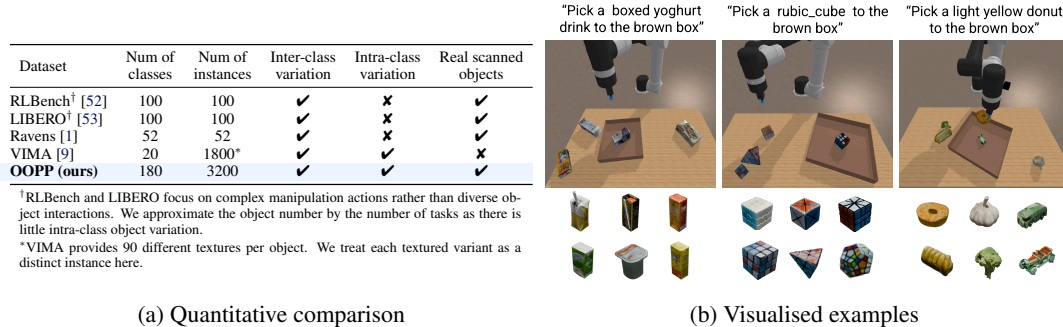 Dataset Num of classes Num of instances Inter-class variation Intra-class variation Real scanned objects
RLBench† [52] 100 100 ✔ ✘ ✔
LIBERO† [53] 100 100 ✔ ✘ ✔
Ravens [1] 52 52 ✔ ✘ ✔
VIMA [9] 20 1800* ✔ ✔ ✘
OOPP (ours) 180 3200 ✔ ✔ ✔
†RLBench and LIBERO focus on complex manipulation actions rather than diverse ob-
ject interactions. We approximate the object number by the number of tasks as there is
little intra-class object variation.
*VIMA provides 90 different textures per object. We treat each textured variant as a
distinct instance here.
(a) Quantitative comparison
“Pick a boxed yoghurt
drink to the brown box”
“Pick a rubic_cube to the
brown box”
“Pick a light yellow donut
to the brown box”
(b) Visualised examples